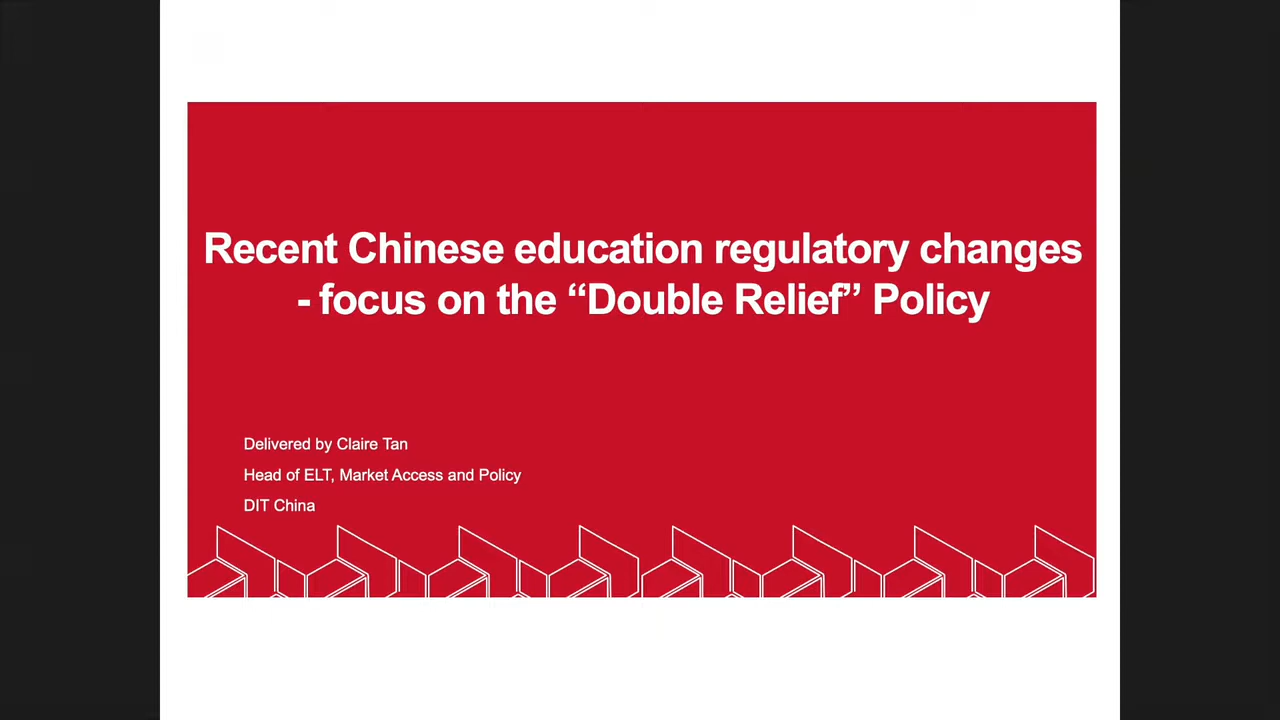 Recent Chinese education regulatory changes
- focus on the “Double Relief” Policy
Delivered by Claire Tan
Head of ELT, Market Access and Policy
DIT China